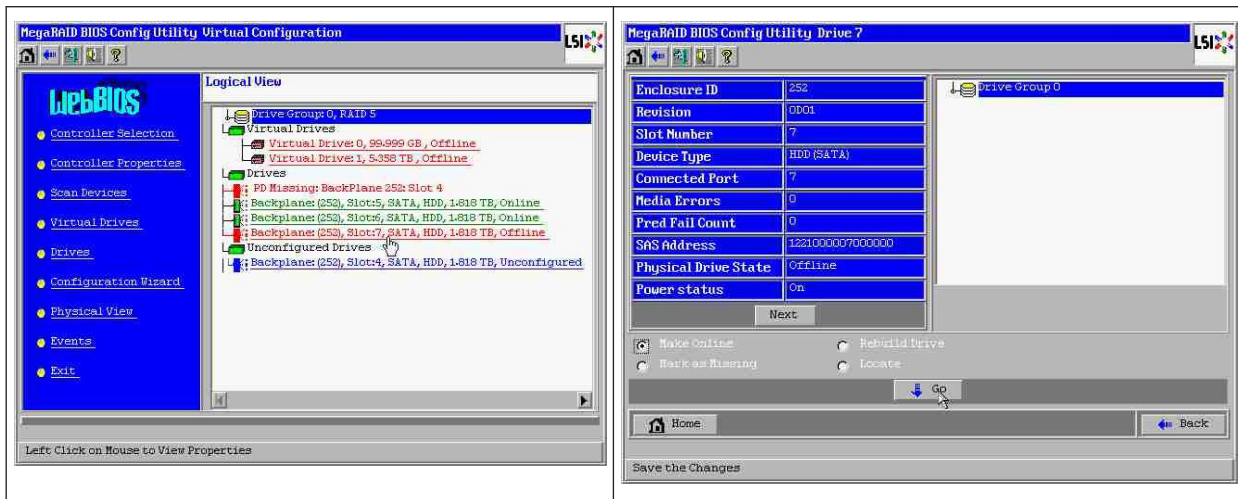 MegaRAID BIOS Config Utility Virtual Configuration
LSI
WebBIOS
Controller Selection
Controller Properties
Scan Devices
Virtual Drives
Drives
Configuration Wizard
Physical View
Events
Exit
Logical View
Drive Group: 0, RAID 5
Virtual Drives
Virtual Drive: 0, 99.999 GB , Offline
Virtual Drive: 1, 5.358 TB , Offline
Drives
PD Missing: BackPlane 252: Slot 4
Backplane: (252), Slot:5, SATA, HDD, 1.818 TB, Online
Backplane: (252), Slot:6, SATA, HDD, 1.818 TB, Online
Backplane: (252), Slot:7, SATA, HDD, 1.818 TB, Offline
Unconfigured Drives
Backplane: (252), Slot:4, SATA, HDD, 1.818 TB, Unconfigured
Left Click on Mouse to View Properties
MegaRAID BIOS Config Utility Drive 7
LSI
Enclosure ID 252
Revision 0D01
Slot Number 7
Device Type HDD (SATA)
Connected Port 7
Media Errors 0
Pred Fail Count 0
SAS Address 1221000007000000
Physical Drive State Offline
Power status On
Next
Drive Group 0
Make Online
Rebuild Drive
Mark as Missing
Locate
Go
Home
Back
Save the Changes